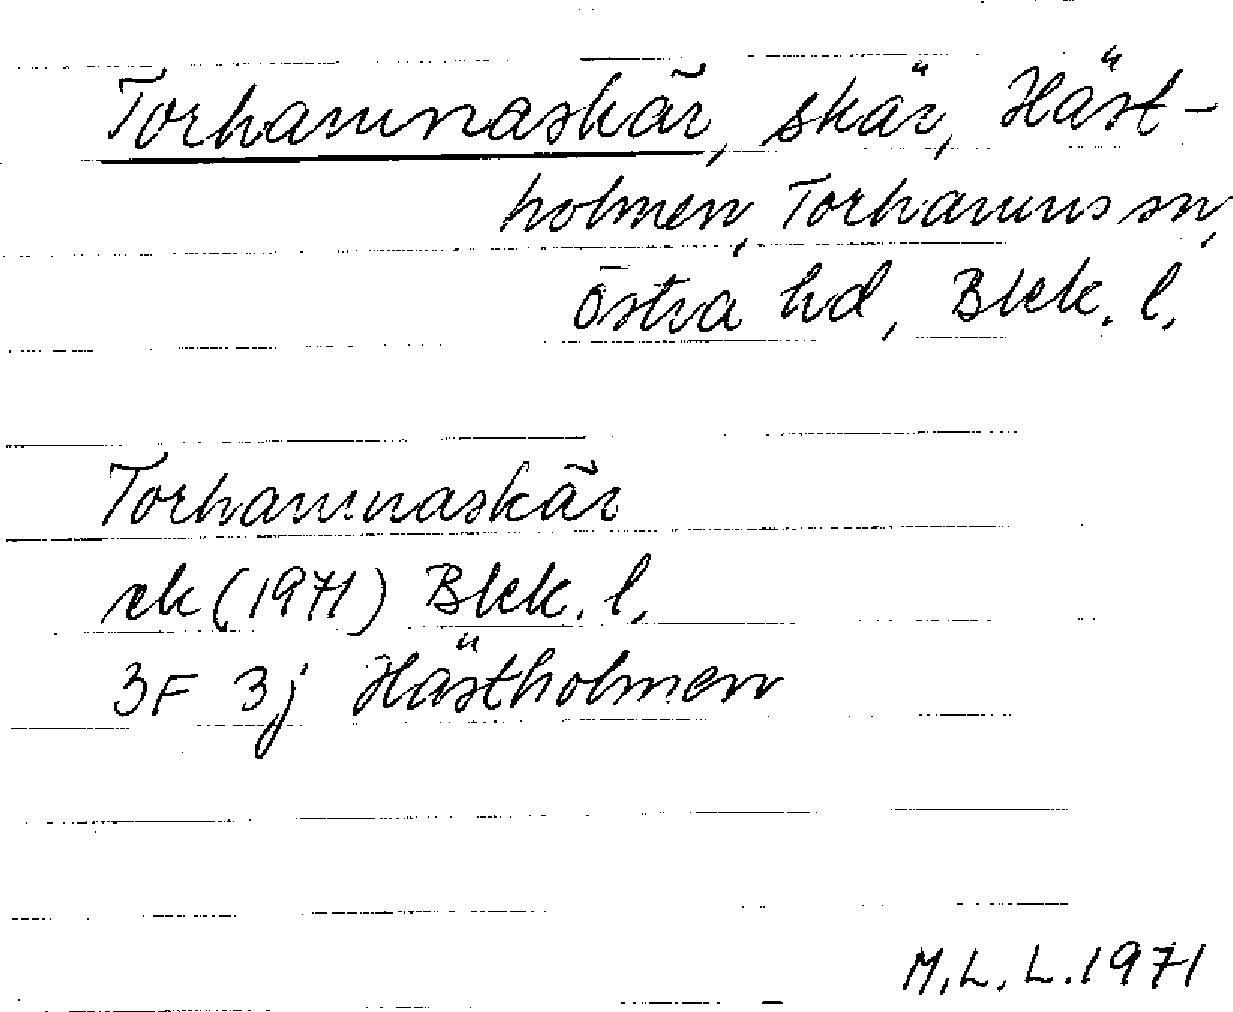 Torhamnaskär, skär, Häst-
holmen, Torhamns sn,
Östra hd, Blek. l.
Torhamnaskär
ek (1971) Blek. l.
3F 3j Hästholmen
M.L.L. 1971